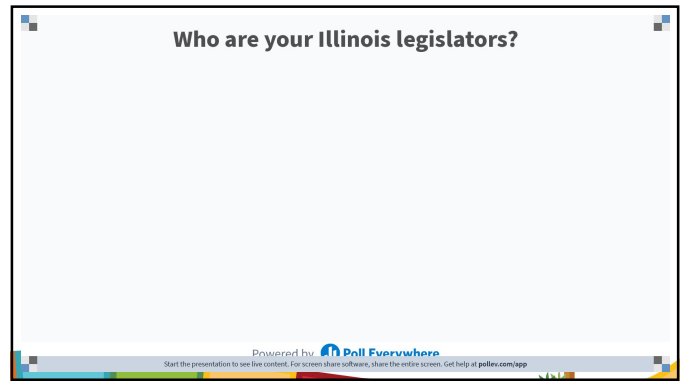 Who are your Illinois legislators?
Powered by Poll Everywhere
Start the presentation to see live content. For screen share software, share the entire screen. Get help at pollev.com/app